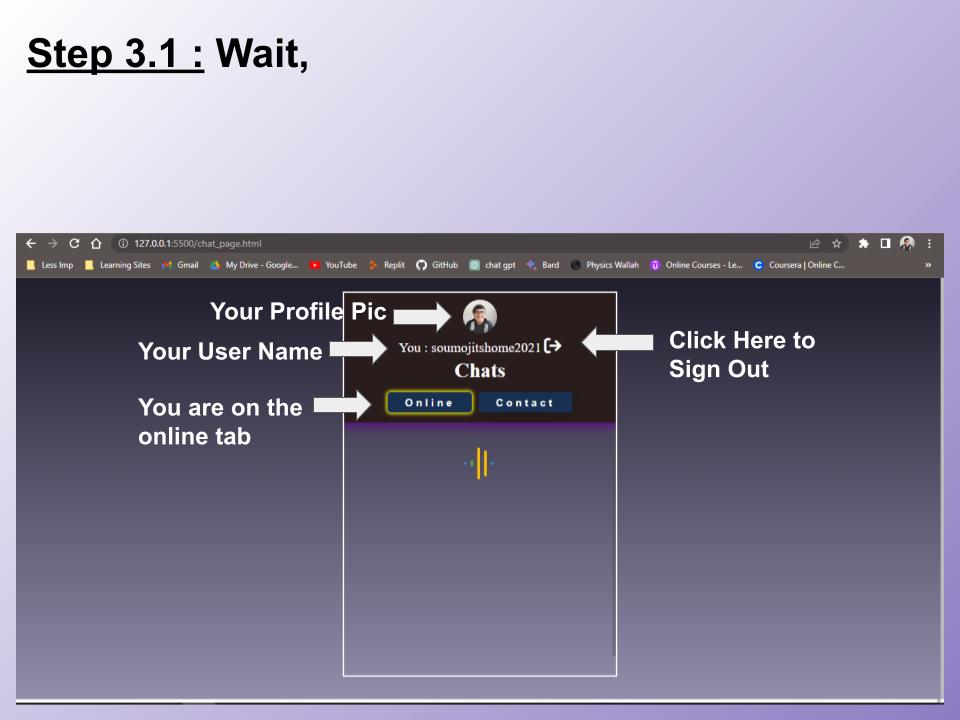 Step 3.1 : Wait,
127.0.0.1:5500/chat_page.html
Less Imp Learning Sites Gmail My Drive - Google... YouTube Replit GitHub chat gpt Bard Physics Wallah Online Courses - Le... Coursera | Online C... »
Your Profile Pic
Your User Name
You : soumojitshome2021
Click Here to
Sign Out
Chats
Online Contact
You are on the
online tab